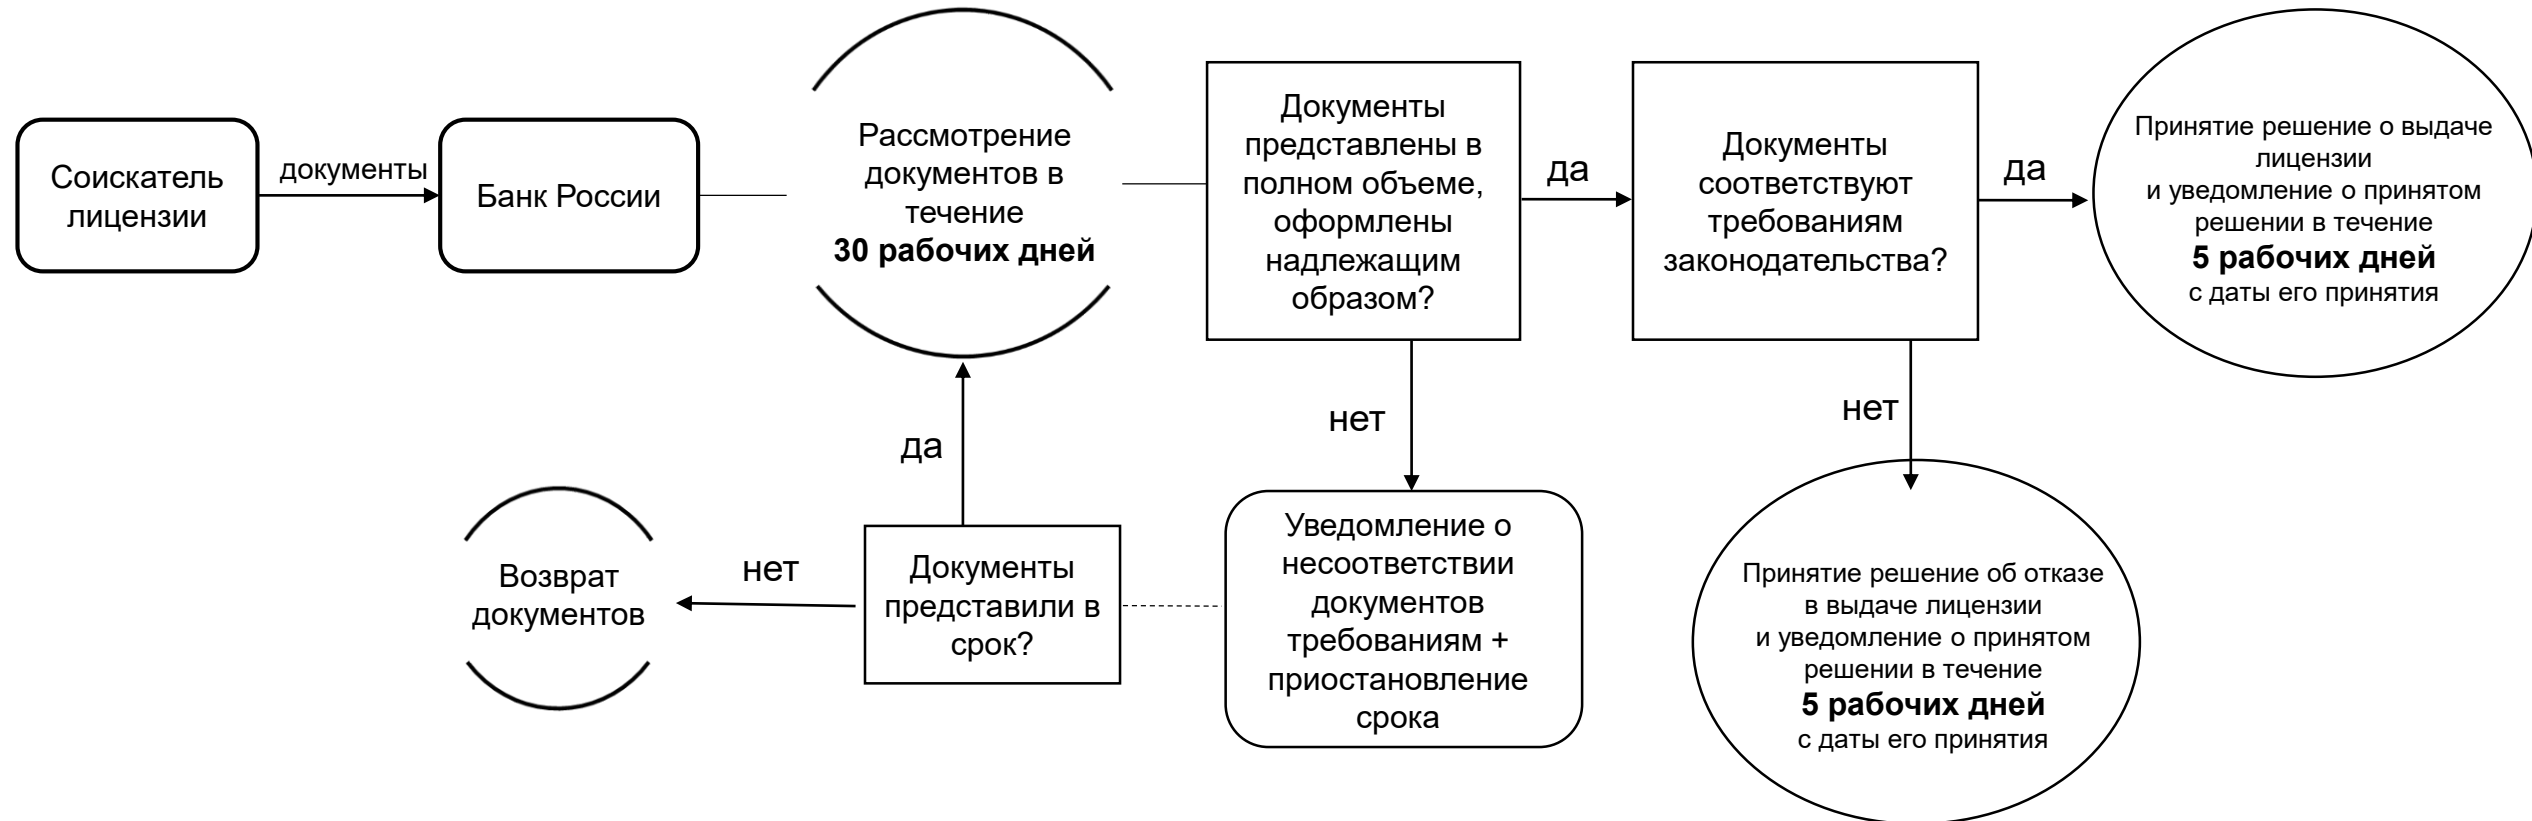 Соискатель
лицензии
документы
Банк России
Рассмотрение
документов в
течение
30 рабочих дней
Документы
представлены в
полном объеме,
оформлены
надлежащим
образом?
да
Документы
соответствуют
требованиям
законодательства?
да
Принятие решение о выдаче
лицензии
и уведомление о принятом
решении в течение
5 рабочих дней
с даты его принятия
нет
нет
да
Возврат
документов
нет
Документы
представили в
срок?
Уведомление о
несоответствии
документов
требованиям +
приостановление
срока
Принятие решение об отказе
в выдаче лицензии
и уведомление о принятом
решении в течение
5 рабочих дней
с даты его принятия